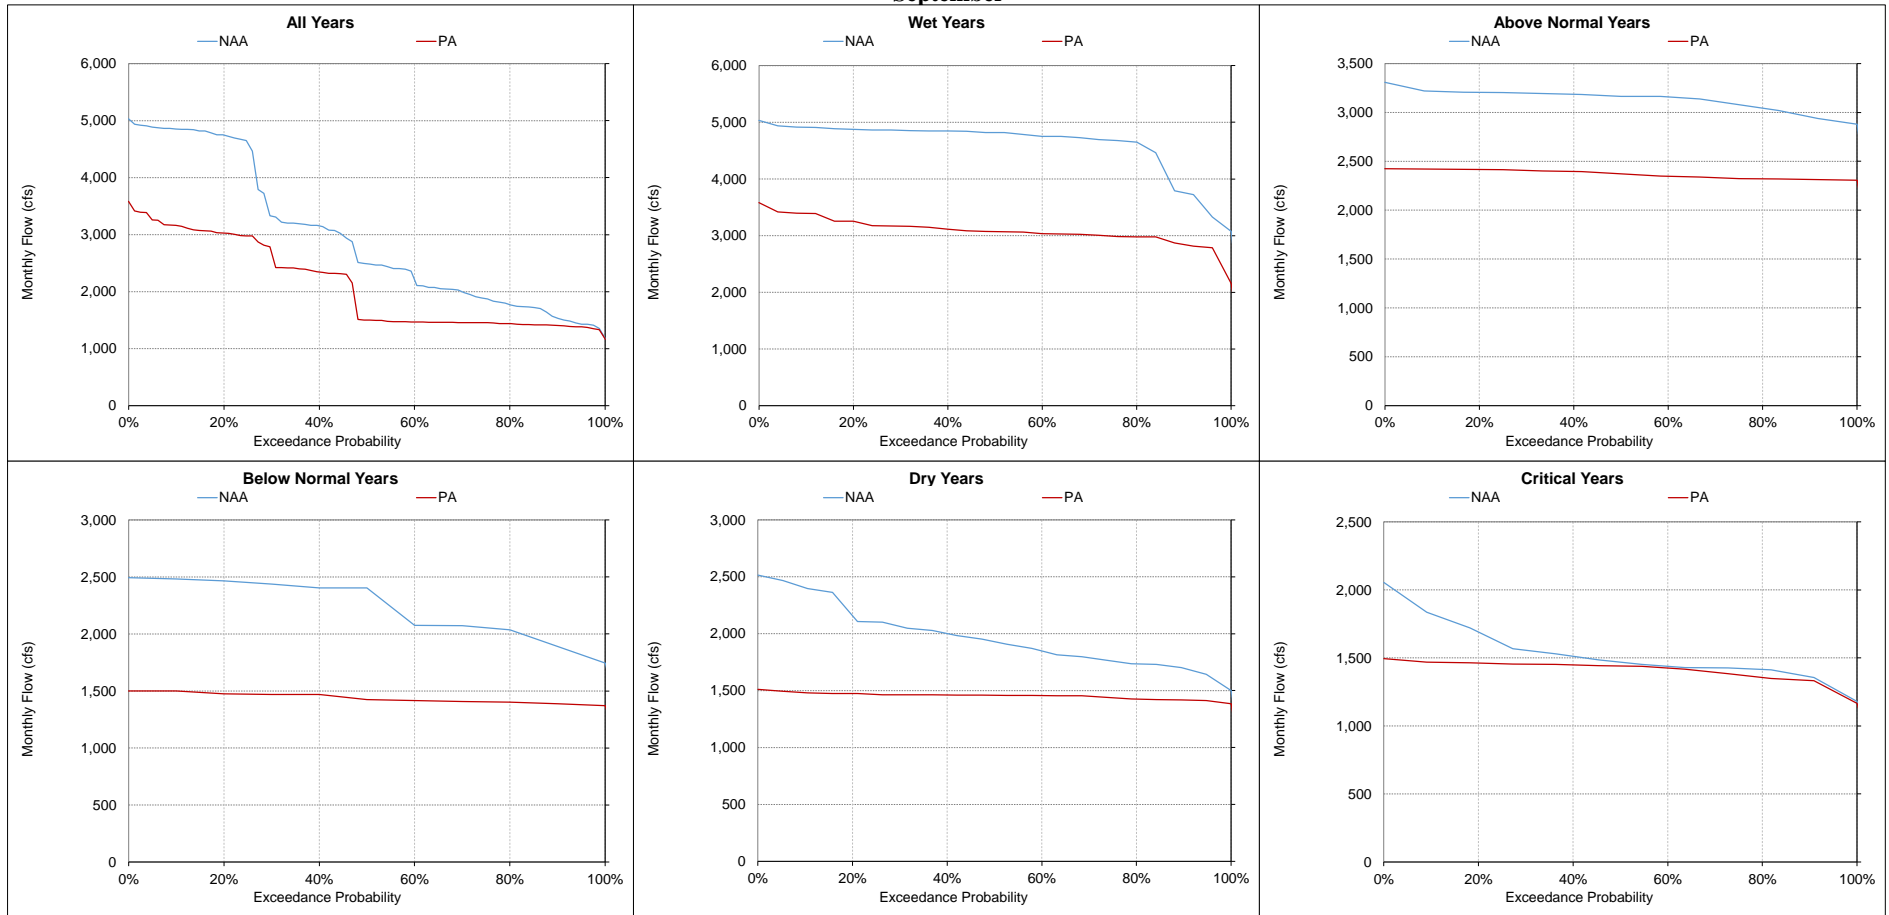 September
All Years
NAA PA
6,000
5,000
4,000
3,000
2,000
1,000
0
Monthly Flow (cfs)
0% 20% 40% 60% 80% 100%
Exceedance Probability
Wet Years
NAA PA
6,000
5,000
4,000
3,000
2,000
1,000
0
Monthly Flow (cfs)
0% 20% 40% 60% 80% 100%
Exceedance Probability
Above Normal Years
NAA PA
3,500
3,000
2,500
2,000
1,500
1,000
500
0
Monthly Flow (cfs)
0% 20% 40% 60% 80% 100%
Exceedance Probability
Below Normal Years
NAA PA
3,000
2,500
2,000
1,500
1,000
500
0
Monthly Flow (cfs)
0% 20% 40% 60% 80% 100%
Exceedance Probability
Dry Years
NAA PA
3,000
2,500
2,000
1,500
1,000
500
0
Monthly Flow (cfs)
0% 20% 40% 60% 80% 100%
Exceedance Probability
Critical Years
NAA PA
2,500
2,000
1,500
1,000
500
0
Monthly Flow (cfs)
0% 20% 40% 60% 80% 100%
Exceedance Probability